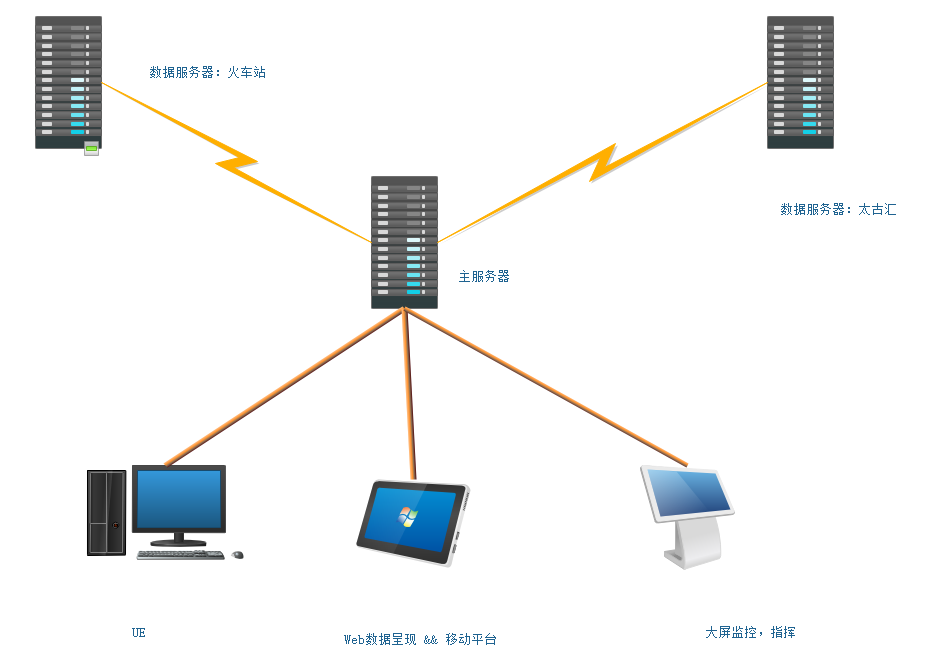 数据服务器：火车站
数据服务器：太古汇
主服务器
UE
Web数据呈现 && 移动平台
大屏监控，指挥